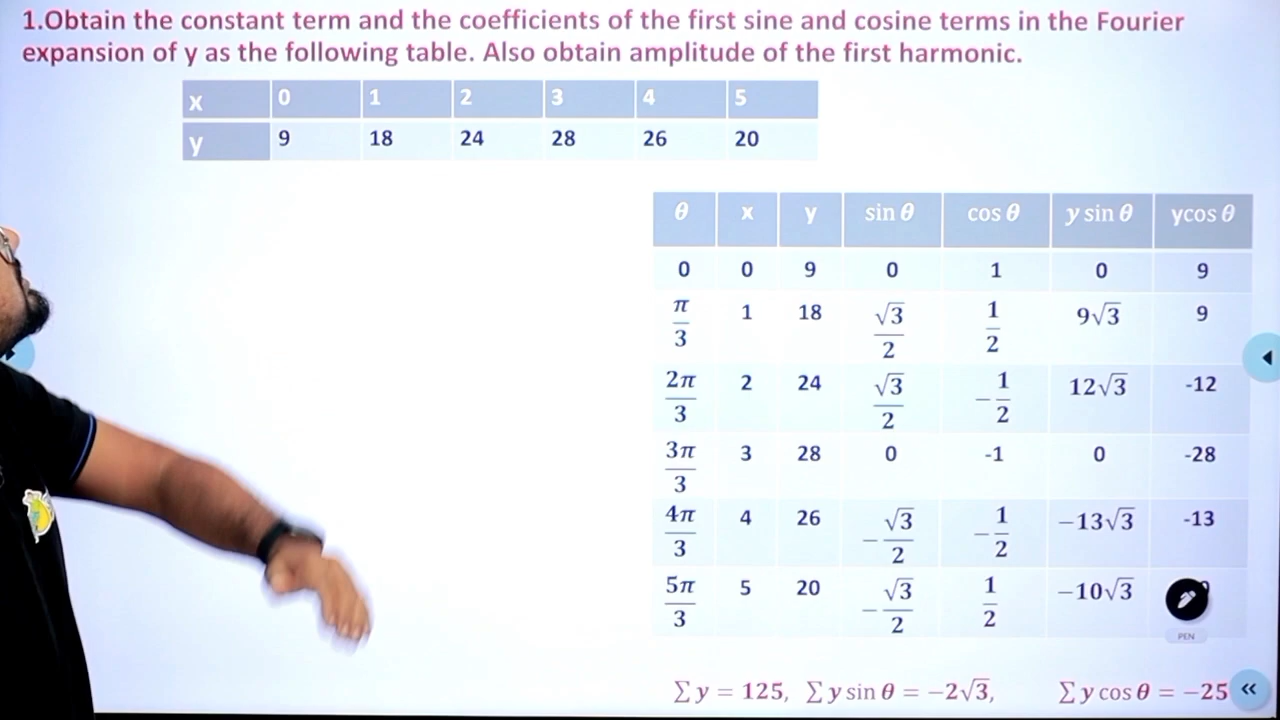 1.Obtain the constant term and the coefficients of the first sine and cosine terms in the Fourier
expansion of y as the following table. Also obtain amplitude of the first harmonic.
x 0 1 2 3 4 5
y 9 18 24 28 26 20
θ x y sin θ cos θ y sin θ ycos θ
0 0 9 0 1 0 9
π/3 1 18 √3/2 1/2 9√3 9
2π/3 2 24 √3/2 −1/2 12√3 -12
3π/3 3 28 0 -1 0 -28
4π/3 4 26 −√3/2 −1/2 −13√3 -13
5π/3 5 20 −√3/2 1/2 −10√3
PEN
∑ y = 125, ∑ y sin θ = −2√3, ∑ y cos θ = −25